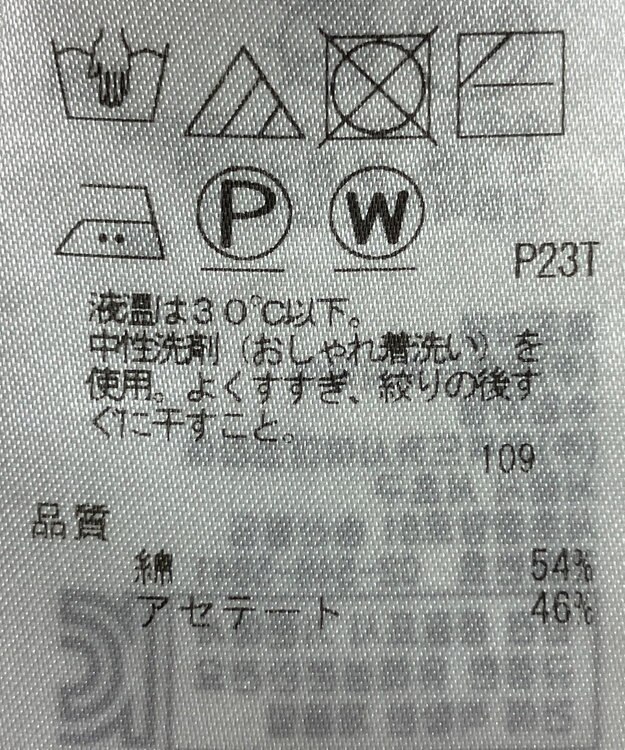 P W
P23T
液温は30℃以下。
中性洗剤（おしゃれ着洗い）を
使用。よくすすぎ、絞りの後す
ぐに干すこと。
109
品質
綿 54%
アセテート 46%